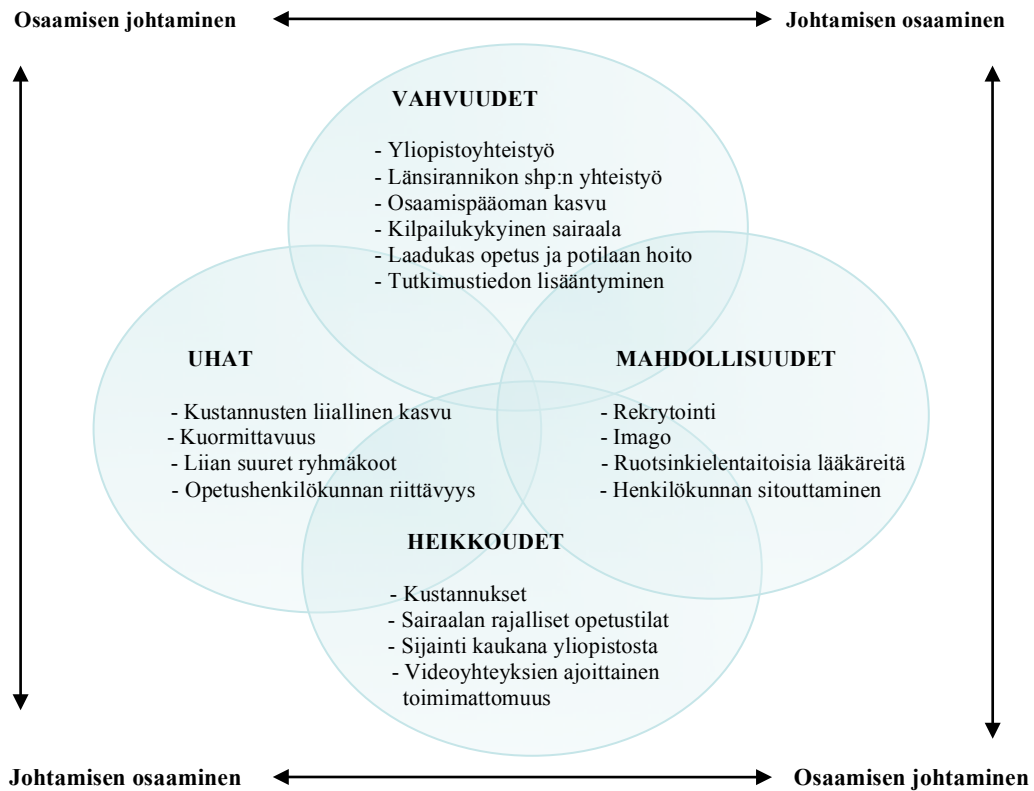 Osaamisen johtaminen
Johtamisen osaaminen
VAHVUUDET
- Yliopistoyhteistyö
- Länsirannikon shp:n yhteistyö
- Osaamispääoman kasvu
- Kilpailukykyinen sairaala
- Laadukas opetus ja potilaan hoito
- Tutkimustiedon lisääntyminen
UHAT
- Kustannusten liiallinen kasvu
- Kuormittavuus
- Liian suuret ryhmäkoot
- Opetushenkilökunnan riittävyys
MAHDOLLISUUDET
- Rekrytointi
- Imago
- Ruotsinkielentaitoisia lääkäreitä
- Henkilökunnan sitouttaminen
HEIKKOUDET
- Kustannukset
- Sairaalan rajalliset opetustilat
- Sijainti kaukana yliopistosta
- Videoyhteyksien ajoittainen
toimimattomuus
Johtamisen osaaminen
Osaamisen johtaminen